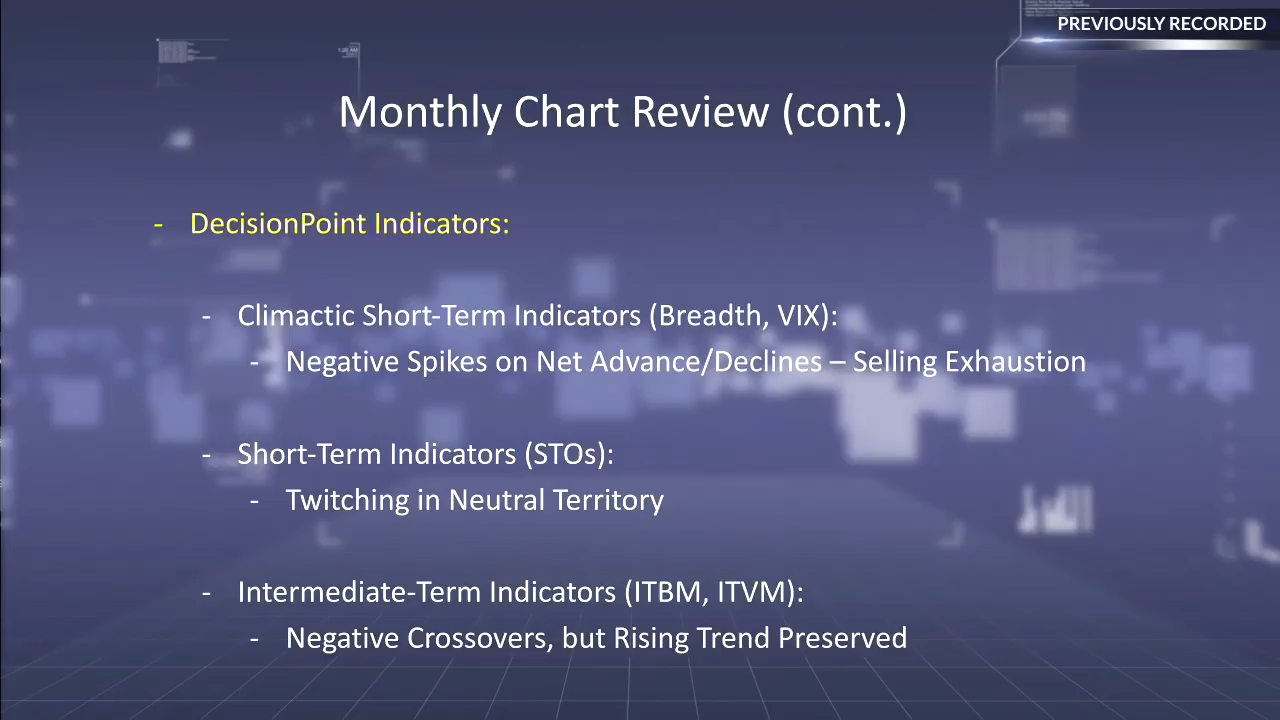 PREVIOUSLY RECORDED
Monthly Chart Review (cont.)
- DecisionPoint Indicators:
- Climactic Short-Term Indicators (Breadth, VIX):
- Negative Spikes on Net Advance/Declines – Selling Exhaustion
- Short-Term Indicators (STOs):
- Twitching in Neutral Territory
- Intermediate-Term Indicators (ITBM, ITVM):
- Negative Crossovers, but Rising Trend Preserved